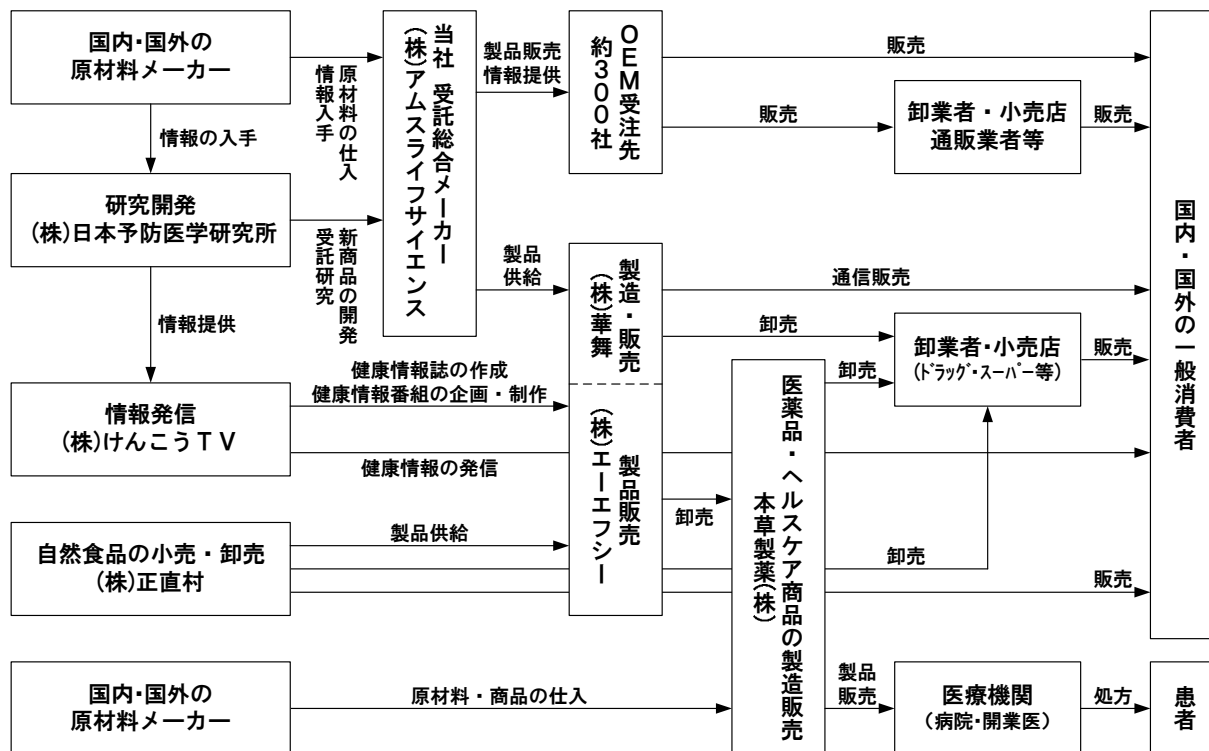 国内・国外の
原材料メーカー
原材料の仕入
情報入手
当社 受託総合メーカー
(株)アムスライフサイエンス
製品販売
情報提供
OEM受注先
約300社
販売
販売
卸業者・小売店
通販業者等
販売
国内・国外の一般消費者
情報の入手
研究開発
(株)日本予防医学研究所
新商品の開発
受託研究
製品
供給
製造・販売
(株)華舞
通信販売
卸売
卸業者・小売店
(ﾄﾞﾗｯｸﾞ・ｽｰﾊﾟｰ等)
販売
情報提供
情報発信
(株)けんこうTV
健康情報誌の作成
健康情報番組の企画・制作
健康情報の発信
製品販売
(株)エーエフシー
卸売
医薬品・ヘルスケア商品の製造販売
本草製薬(株)
卸売
自然食品の小売・卸売
(株)正直村
製品供給
卸売
販売
国内・国外の
原材料メーカー
原材料・商品の仕入
製品
販売
医療機関
(病院・開業医)
処方
患者